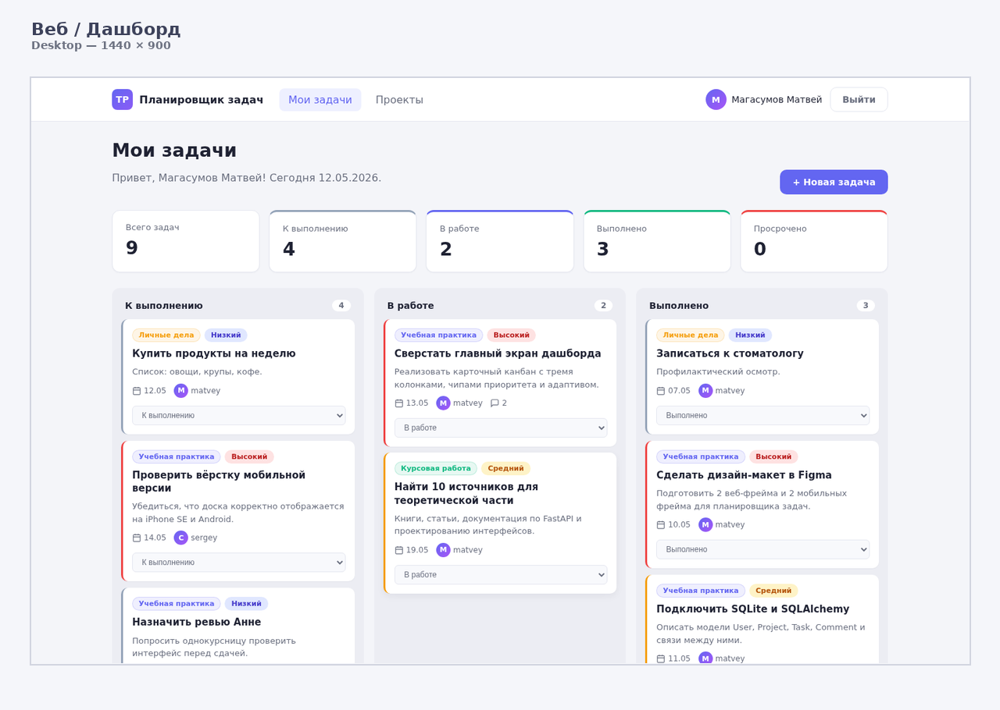 Веб / Дашборд
Desktop — 1440 × 900
TP Планировщик задач Мои задачи Проекты М Магасумов Матвей Выйти
Мои задачи
Привет, Магасумов Матвей! Сегодня 12.05.2026.
+ Новая задача
Всего задач
9
К выполнению
4
В работе
2
Выполнено
3
Просрочено
0
К выполнению 4
Личные дела Низкий
Купить продукты на неделю
Список: овощи, крупы, кофе.
12.05 M matvey
К выполнению
Учебная практика Высокий
Проверить вёрстку мобильной
версии
Убедиться, что доска корректно отображается
на iPhone SE и Android.
14.05 С sergey
К выполнению
Учебная практика Низкий
Назначить ревью Анне
Попросить однокурсницу проверить
интерфейс перед сдачей.
В работе 2
Учебная практика Высокий
Сверстать главный экран дашборда
Реализовать карточный канбан с тремя
колонками, чипами приоритета и адаптивом.
13.05 M matvey 2
В работе
Курсовая работа Средний
Найти 10 источников для
теоретической части
Книги, статьи, документация по FastAPI и
проектированию интерфейсов.
19.05 M matvey
В работе
Выполнено 3
Личные дела Низкий
Записаться к стоматологу
Профилактический осмотр.
07.05 M matvey
Выполнено
Учебная практика Высокий
Сделать дизайн-макет в Figma
Подготовить 2 веб-фрейма и 2 мобильных
фрейма для планировщика задач.
10.05 M matvey
Выполнено
Учебная практика Средний
Подключить SQLite и SQLAlchemy
Описать модели User, Project, Task, Comment и
связи между ними.
11.05 M matvey